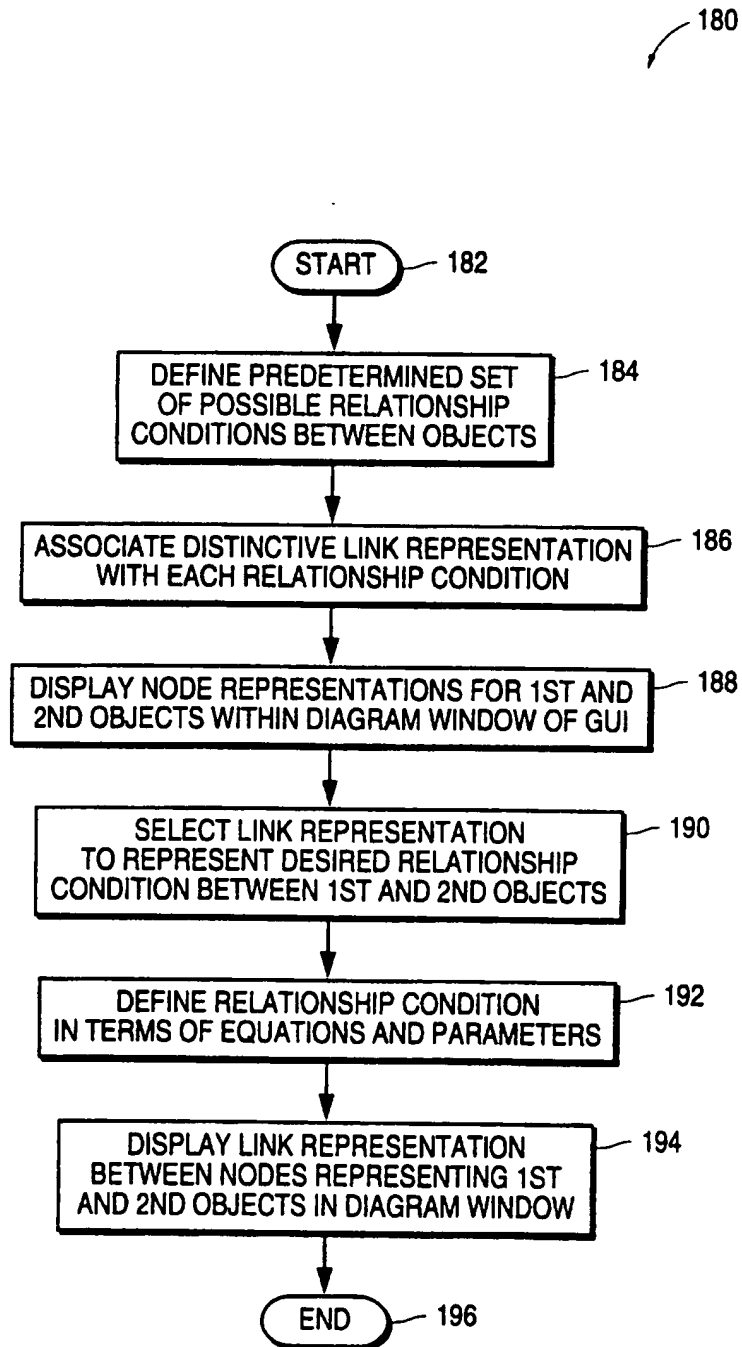 180
START
182
DEFINE PREDETERMINED SET
OF POSSIBLE RELATIONSHIP
CONDITIONS BETWEEN OBJECTS
184
ASSOCIATE DISTINCTIVE LINK REPRESENTATION
WITH EACH RELATIONSHIP CONDITION
186
DISPLAY NODE REPRESENTATIONS FOR 1ST AND
2ND OBJECTS WITHIN DIAGRAM WINDOW OF GUI
188
SELECT LINK REPRESENTATION
TO REPRESENT DESIRED RELATIONSHIP
CONDITION BETWEEN 1ST AND 2ND OBJECTS
190
DEFINE RELATIONSHIP CONDITION
IN TERMS OF EQUATIONS AND PARAMETERS
192
DISPLAY LINK REPRESENTATION
BETWEEN NODES REPRESENTING 1ST
AND 2ND OBJECTS IN DIAGRAM WINDOW
194
END
196